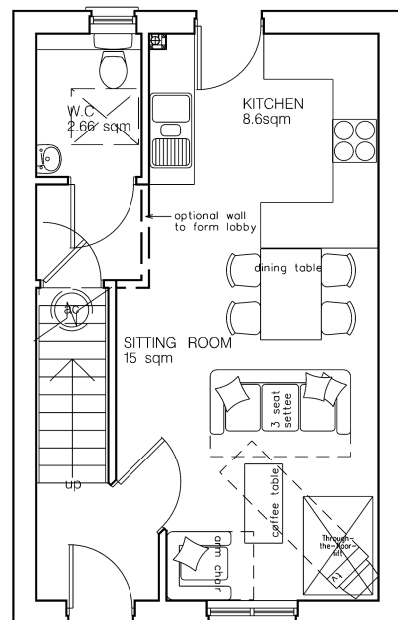 W.C
2.66 sqm
KITCHEN
8.6sqm
optional wall
to form lobby
dining table
ac
SITTING ROOM
15 sqm
3 seat
settee
up
coffee table
arm chair
Through-
the-floor-
lift
tv